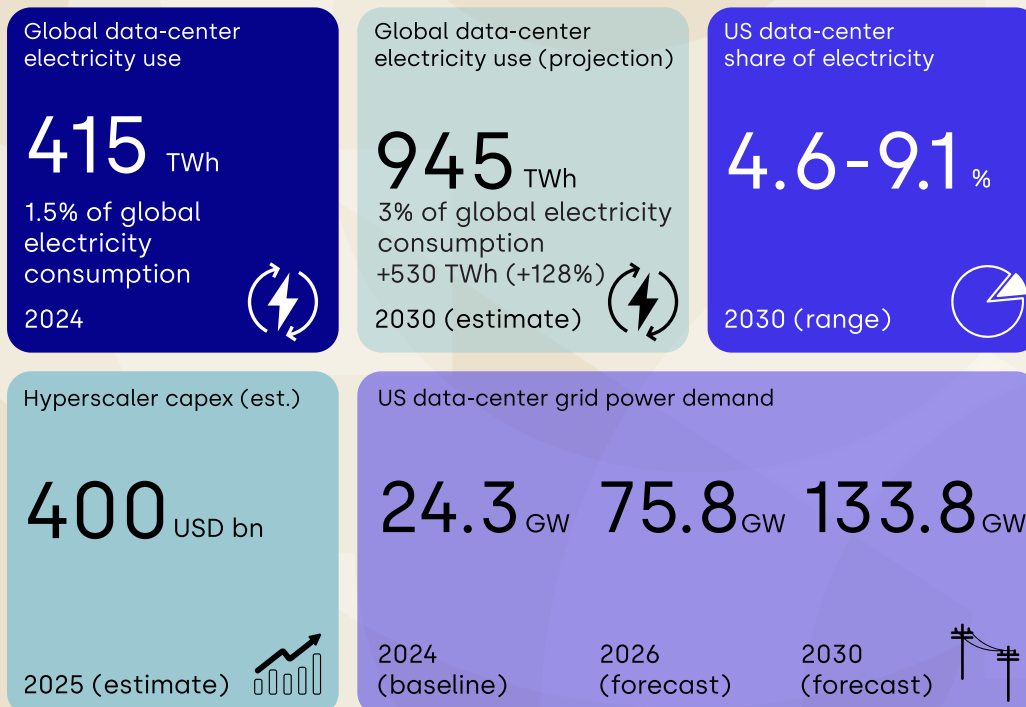 Global data-center
electricity use
415 TWh
1.5% of global
electricity
consumption
2024
Global data-center
electricity use (projection)
945 TWh
3% of global electricity
consumption
+530 TWh (+128%)
2030 (estimate)
US data-center
share of electricity
4.6-9.1 %
2030 (range)
Hyperscaler capex (est.)
400 USD bn
2025 (estimate)
US data-center grid power demand
24.3 GW 75.8 GW 133.8 GW
2024 2026 2030
(baseline) (forecast) (forecast)